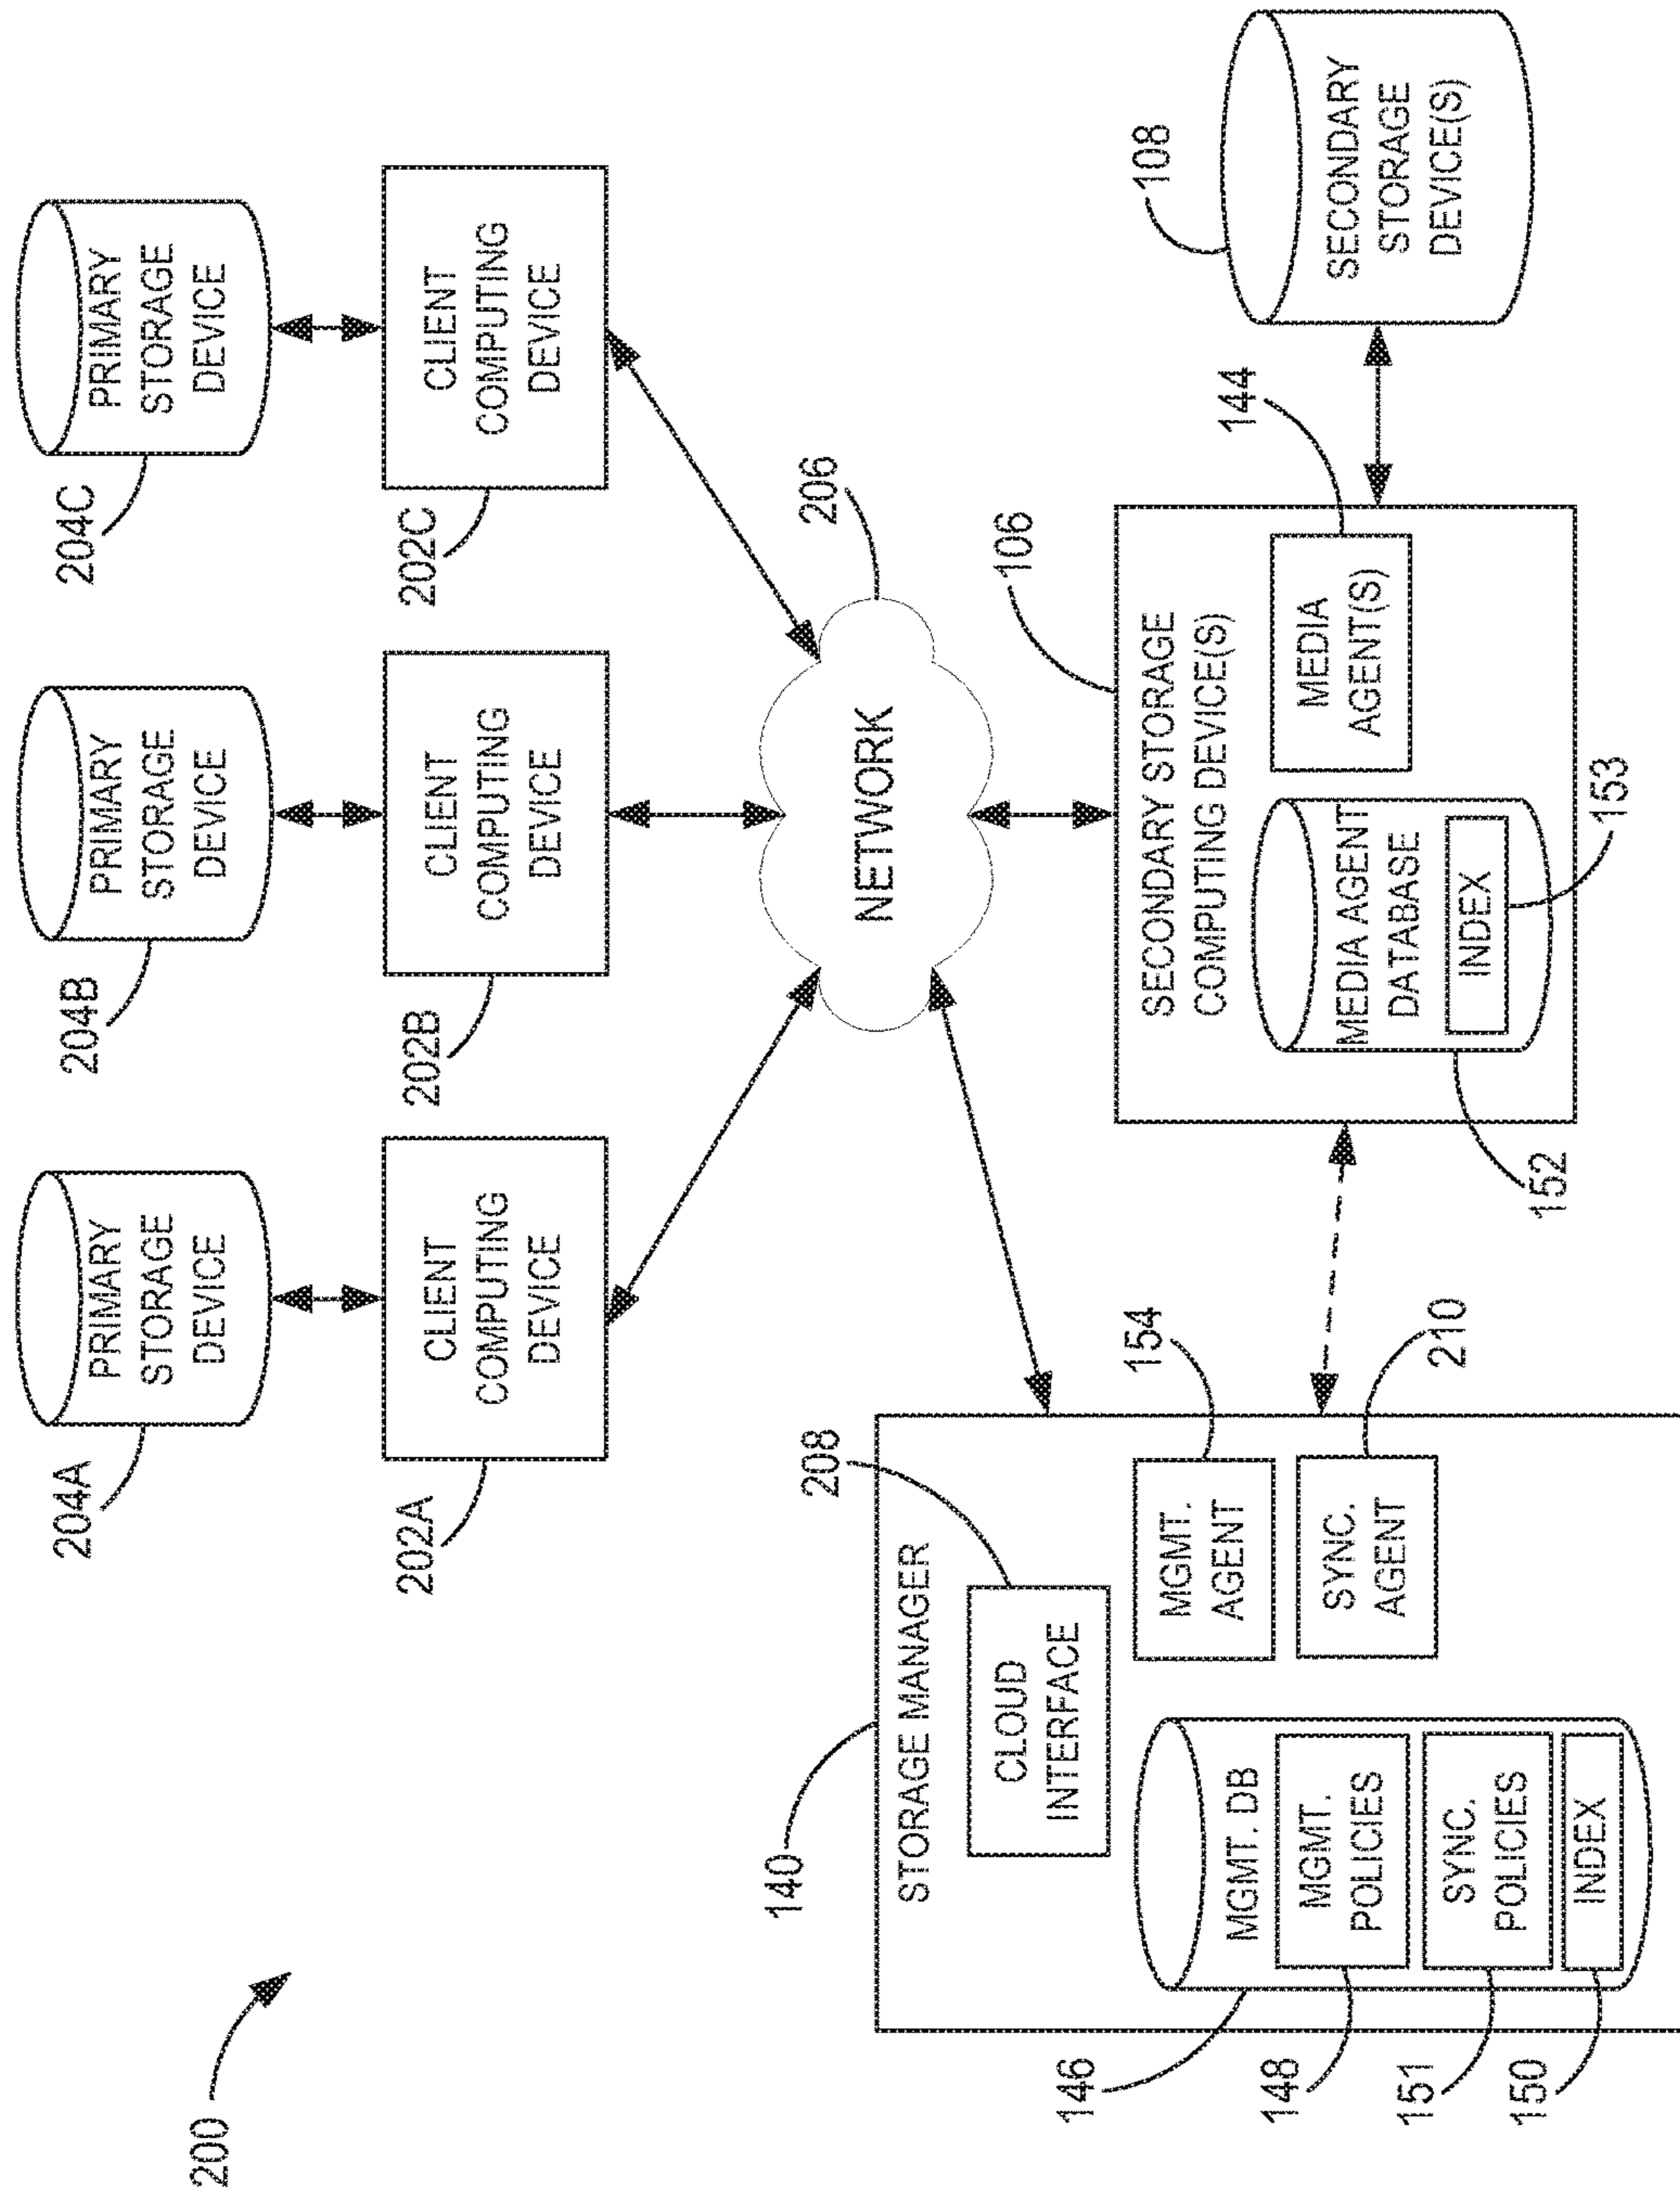 200
204A
PRIMARY
STORAGE
DEVICE
204B
PRIMARY
STORAGE
DEVICE
204C
PRIMARY
STORAGE
DEVICE
202A
CLIENT
COMPUTING
DEVICE
202B
CLIENT
COMPUTING
DEVICE
202C
CLIENT
COMPUTING
DEVICE
206
NETWORK
140
STORAGE MANAGER
208
CLOUD
INTERFACE
154
MGMT.
AGENT
210
SYNC.
AGENT
146
MGMT. DB
148
MGMT.
POLICIES
151
SYNC.
POLICIES
150
INDEX
106
SECONDARY STORAGE
COMPUTING DEVICE(S)
152
MEDIA AGENT
DATABASE
INDEX
153
144
MEDIA
AGENT(S)
108
SECONDARY
STORAGE
DEVICE(S)